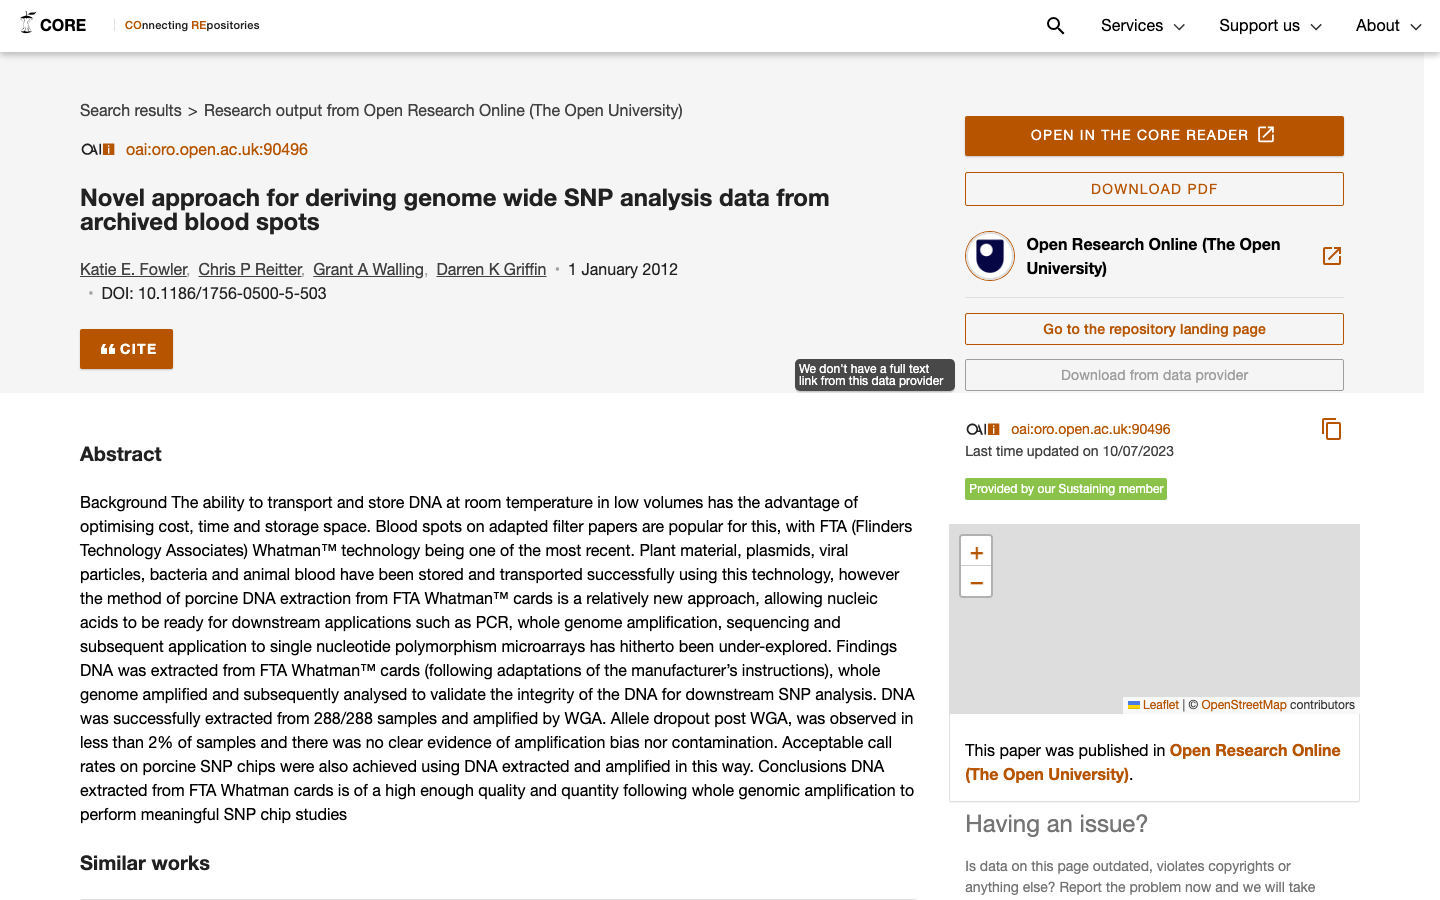 CORE
COnnecting REpositories
Services
Support us
About
Search results > Research output from Open Research Online (The Open University)
OAI oai:oro.open.ac.uk:90496
Novel approach for deriving genome wide SNP analysis data from
archived blood spots
Katie E. Fowler, Chris P Reitter, Grant A Walling, Darren K Griffin • 1 January 2012
• DOI: 10.1186/1756-0500-5-503
CITE
OPEN IN THE CORE READER
DOWNLOAD PDF
Open Research Online (The Open
University)
Go to the repository landing page
We don't have a full text
link from this data provider
Download from data provider
OAI oai:oro.open.ac.uk:90496
Last time updated on 10/07/2023
Provided by our Sustaining member
Abstract
Background The ability to transport and store DNA at room temperature in low volumes has the advantage of
optimising cost, time and storage space. Blood spots on adapted filter papers are popular for this, with FTA (Flinders
Technology Associates) Whatman™ technology being one of the most recent. Plant material, plasmids, viral
particles, bacteria and animal blood have been stored and transported successfully using this technology, however
the method of porcine DNA extraction from FTA Whatman™ cards is a relatively new approach, allowing nucleic
acids to be ready for downstream applications such as PCR, whole genome amplification, sequencing and
subsequent application to single nucleotide polymorphism microarrays has hitherto been under-explored. Findings
DNA was extracted from FTA Whatman™ cards (following adaptations of the manufacturer's instructions), whole
genome amplified and subsequently analysed to validate the integrity of the DNA for downstream SNP analysis. DNA
was successfully extracted from 288/288 samples and amplified by WGA. Allele dropout post WGA, was observed in
less than 2% of samples and there was no clear evidence of amplification bias nor contamination. Acceptable call
rates on porcine SNP chips were also achieved using DNA extracted and amplified in this way. Conclusions DNA
extracted from FTA Whatman cards is of a high enough quality and quantity following whole genomic amplification to
perform meaningful SNP chip studies
Similar works
+
−
Leaflet | © OpenStreetMap contributors
This paper was published in Open Research Online
(The Open University).
Having an issue?
Is data on this page outdated, violates copyrights or
anything else? Report the problem now and we will take